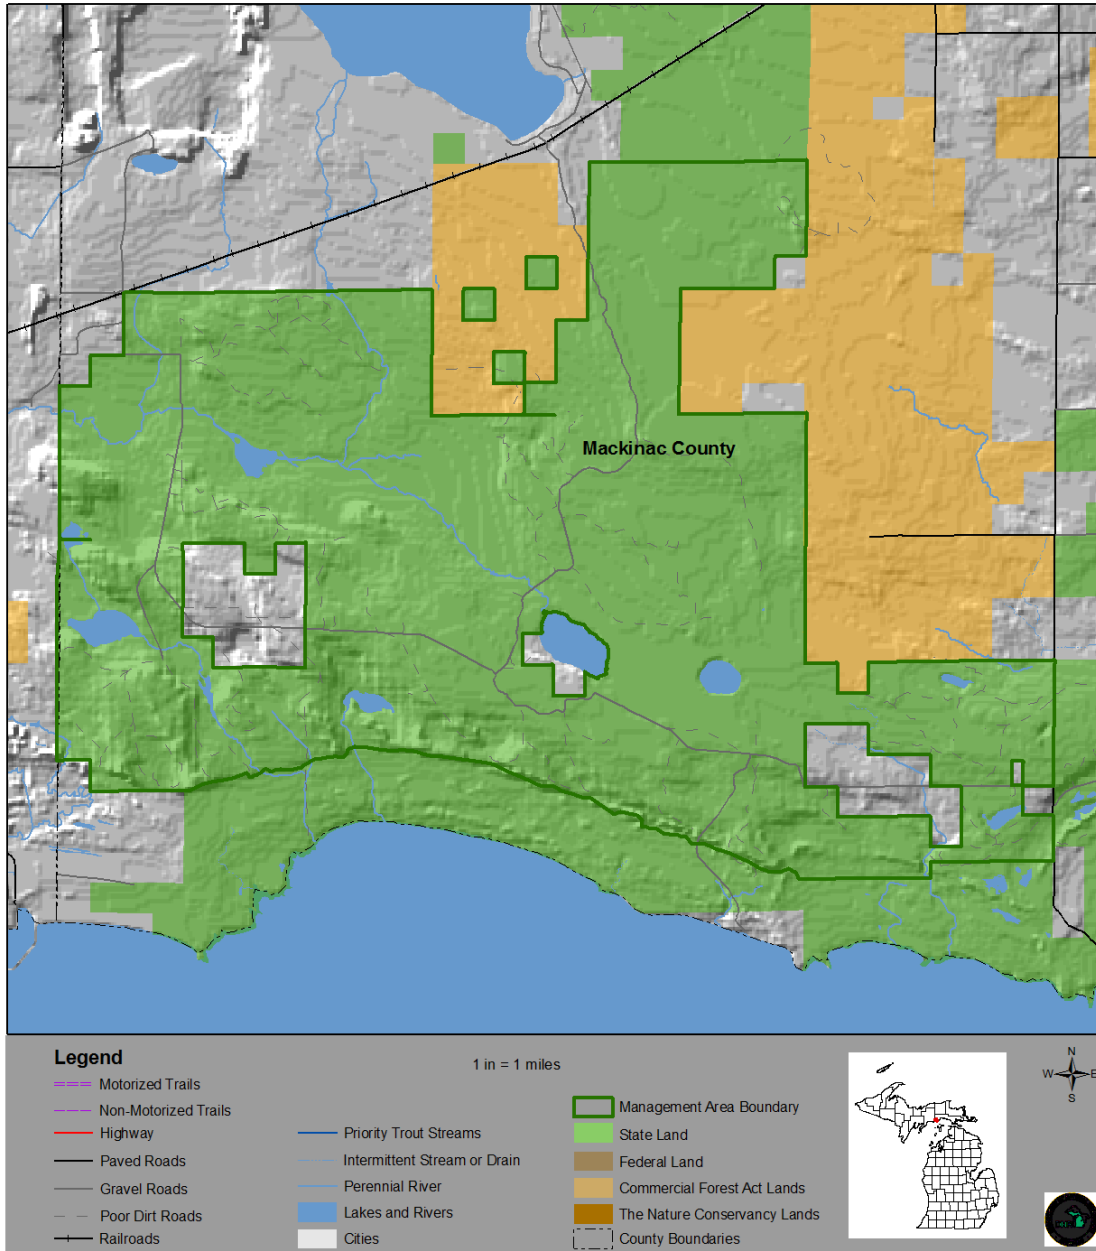 Mackinac County
Legend
1 in = 1 miles
Motorized Trails
Non-Motorized Trails
Highway
Paved Roads
Gravel Roads
Poor Dirt Roads
Railroads
Priority Trout Streams
Intermittent Stream or Drain
Perennial River
Lakes and Rivers
Cities
Management Area Boundary
State Land
Federal Land
Commercial Forest Act Lands
The Nature Conservancy Lands
County Boundaries
N
W E
S